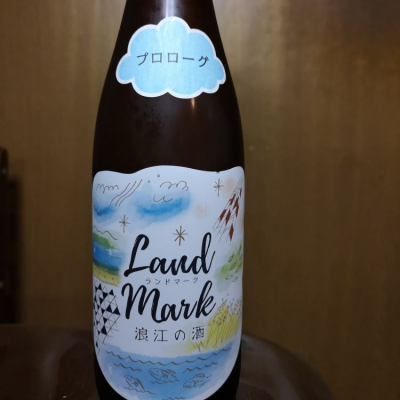 プロローグ
Land
ランドマーク
Mark
浪江の酒